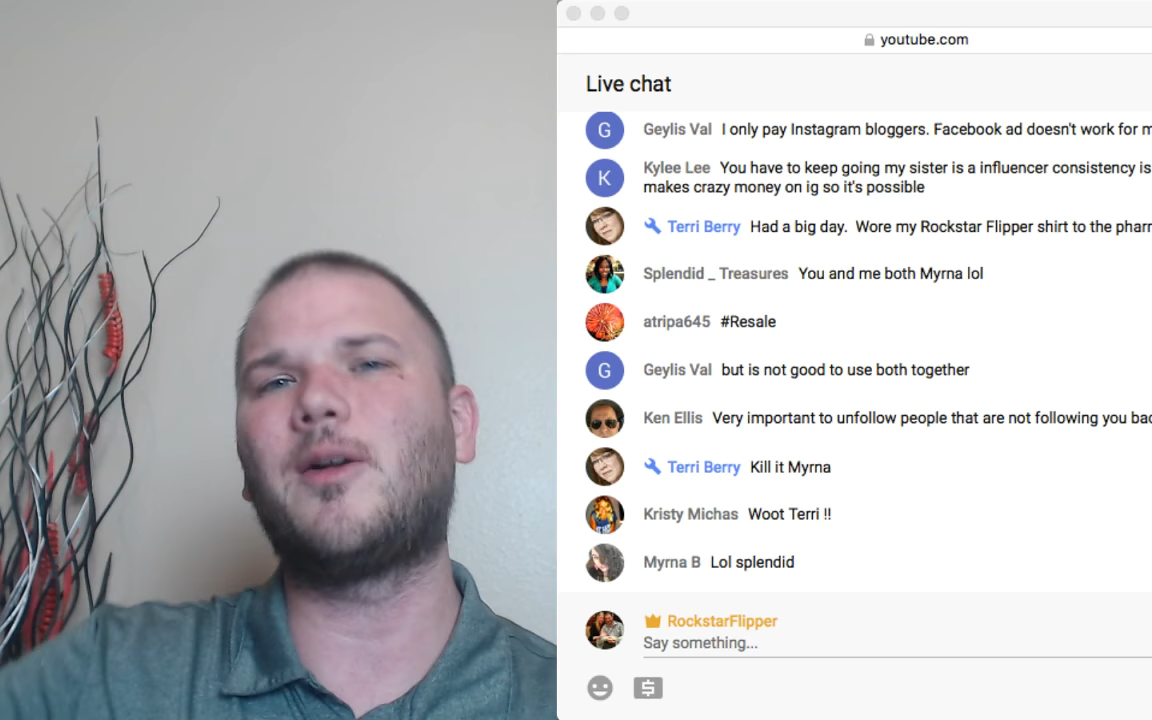 youtube.com
Live chat
G
Geylis Val I only pay Instagram bloggers. Facebook ad doesn't work for
K
Kylee Lee You have to keep going my sister is a influencer consistency is
makes crazy money on ig so it's possible
Terri Berry Had a big day. Wore my Rockstar Flipper shirt to the
Splendid _ Treasures You and me both Myrna lol
atripa645 #Resale
G
Geylis Val but is not good to use both together
Ken Ellis Very important to unfollow people that are not following you
Terri Berry Kill it Myrna
Kristy Michas Woot Terri !!
Myrna B Lol splendid
RockstarFlipper
Say something...
$